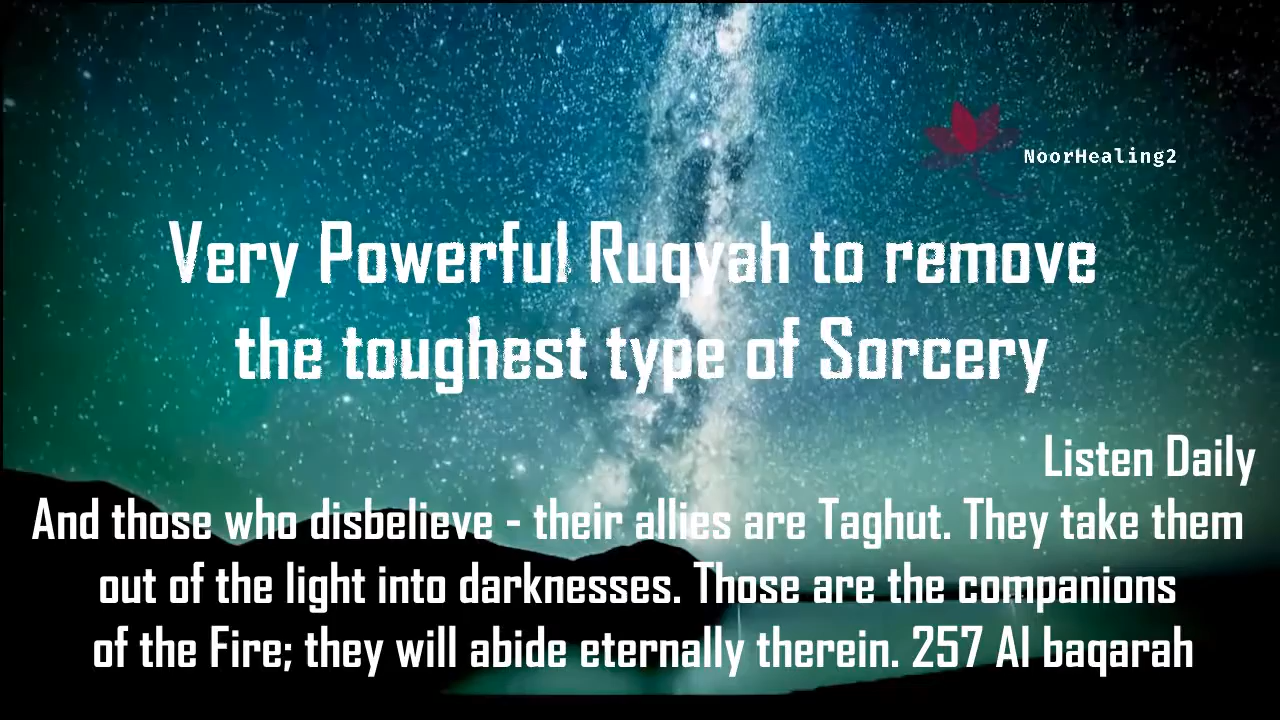 NoorHealing2
Very Powerful Ruqyah to remove
the toughest type of Sorcery
Listen Daily
And those who disbelieve - their allies are Taghut. They take them
out of the light into darknesses. Those are the companions
of the Fire; they will abide eternally therein. 257 Al baqarah